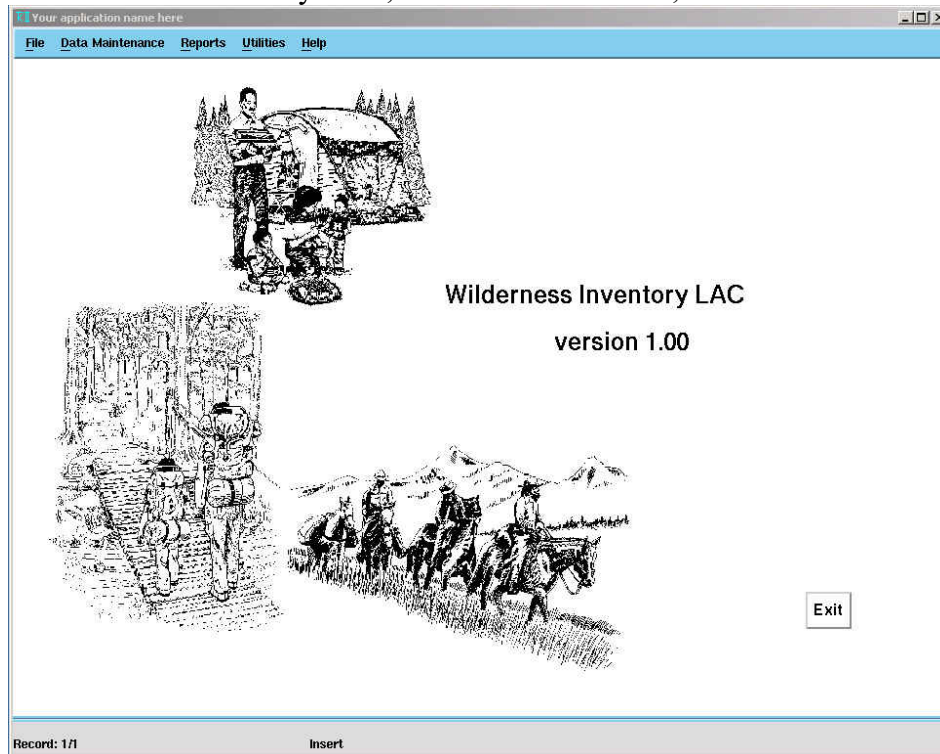 Your application name here
File Data Maintenance Reports Utilities Help
Wilderness Inventory LAC
version 1.00
Exit
Record: 1/1 Insert